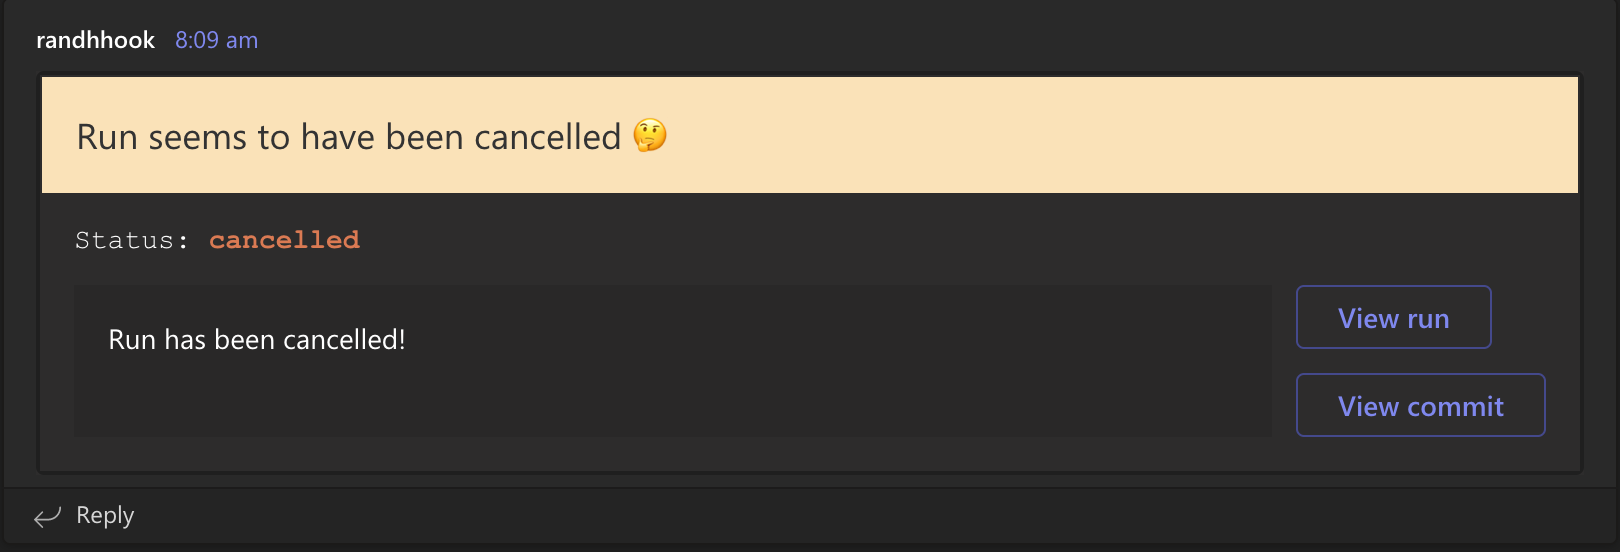 randhhook 8:09 am
Run seems to have been cancelled 🤔
Status: cancelled
Run has been cancelled!
View run
View commit
Reply